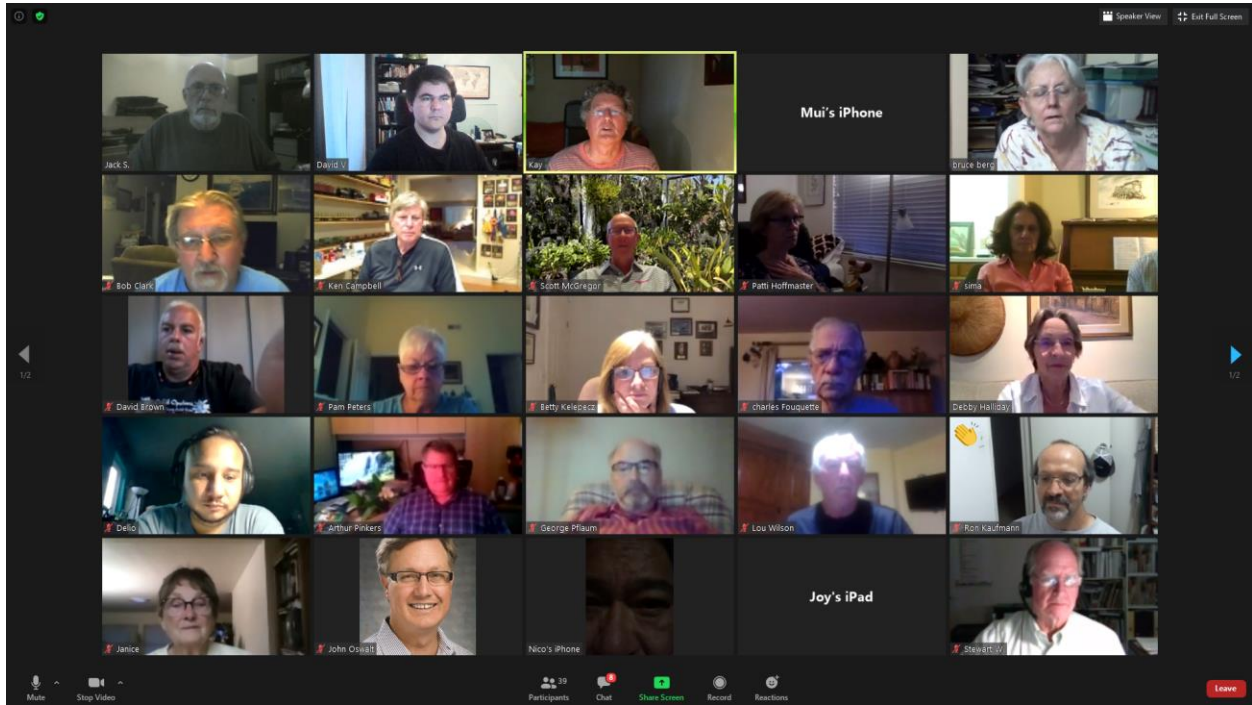 Speaker View
Exit Full Screen
Jack S.
David V
Kay
Mui's iPhone
bruce berg
Bob Clark
Ken Campbell
Scott McGregor
Patti Hoffmaster
sima
David Brown
Pam Peters
Betty Kelepecz
charles Fouquette
Debby Halliday
1/2
1/2
Delio
Arthur Pinkers
George Pflaum
Lou Wilson
Ron Kaufmann
Janice
John Oswalt
Nico's iPhone
Joy's iPad
Stewart W
Mute
Stop Video
Participants
39
Chat
8
Share Screen
Record
Reactions
Leave